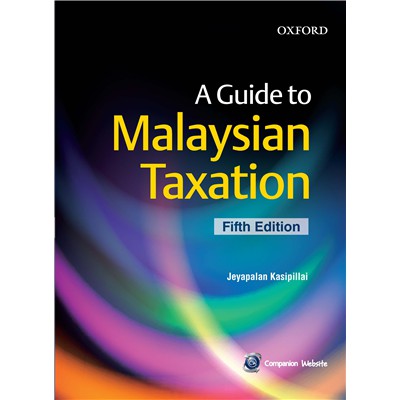 OXFORD
A Guide to
Malaysian
Taxation
Fifth Edition
Jeyapalan Kasipillai
Companion Website